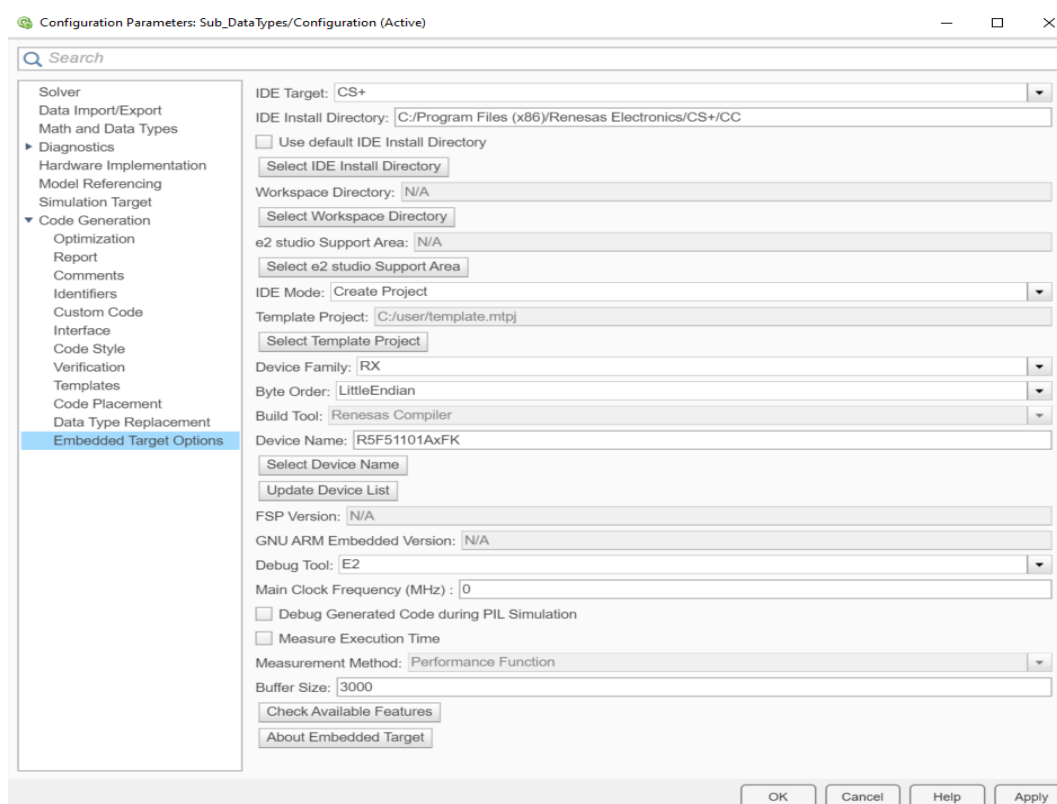 Configuration Parameters: Sub_DataTypes/Configuration (Active)
Search
Solver
Data Import/Export
Math and Data Types
Diagnostics
Hardware Implementation
Model Referencing
Simulation Target
Code Generation
Optimization
Report
Comments
Identifiers
Custom Code
Interface
Code Style
Verification
Templates
Code Placement
Data Type Replacement
Embedded Target Options
IDE Target: CS+
IDE Install Directory: C:/Program Files (x86)/Renesas Electronics/CS+/CC
Use default IDE Install Directory
Select IDE Install Directory
Workspace Directory: N/A
Select Workspace Directory
e2 studio Support Area: N/A
Select e2 studio Support Area
IDE Mode: Create Project
Template Project: C:/user/template.mtpj
Select Template Project
Device Family: RX
Byte Order: LittleEndian
Build Tool: Renesas Compiler
Device Name: R5F51101AxFK
Select Device Name
Update Device List
FSP Version: N/A
GNU ARM Embedded Version: N/A
Debug Tool: E2
Main Clock Frequency (MHz) : 0
Debug Generated Code during PIL Simulation
Measure Execution Time
Measurement Method: Performance Function
Buffer Size: 3000
Check Available Features
About Embedded Target
OK Cancel Help Apply